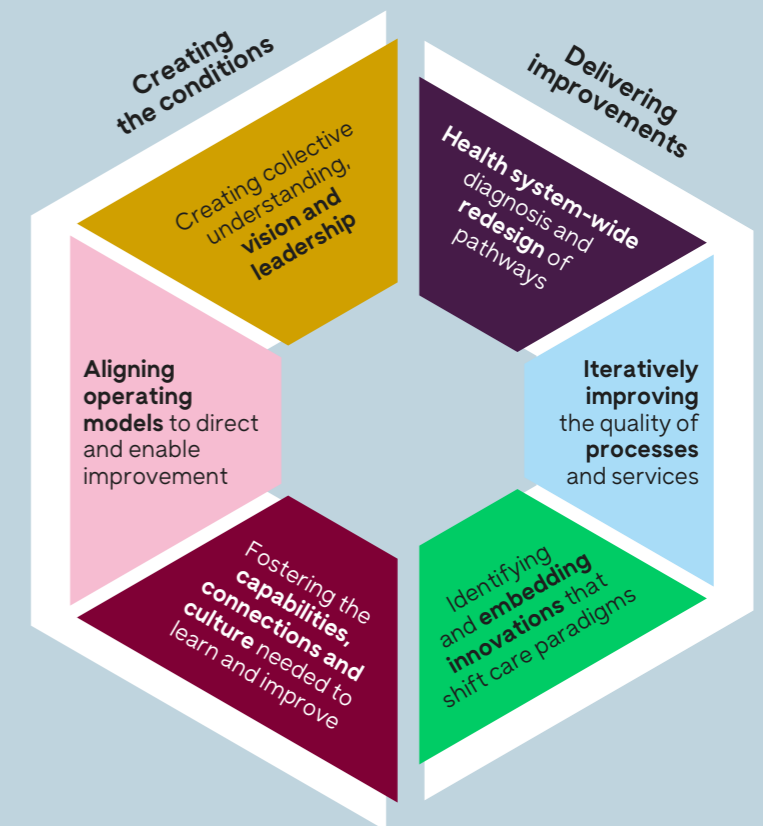 Creating
the conditions
Creating collective
understanding,
vision and
leadership
Aligning
operating
models to direct
and enable
improvement
Fostering the
capabilities,
connections and
culture needed to
learn and improve
Delivering
improvements
Health system-wide
diagnosis and
redesign of
pathways
Iteratively
improving
the quality of
processes
and services
Identifying
and embedding
innovations that
shift care paradigms